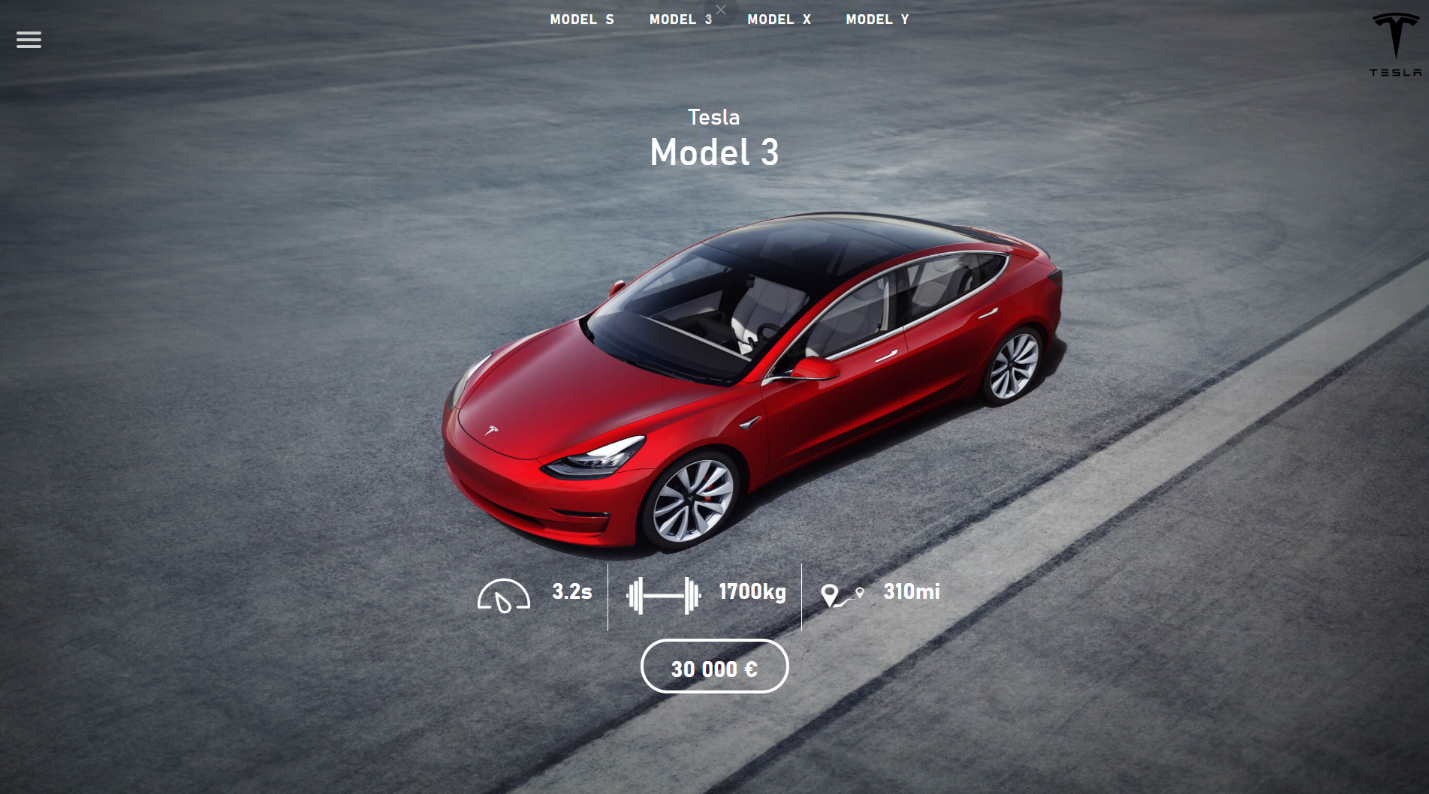 MODEL S MODEL 3 MODEL X MODEL Y
TESLA
Tesla
Model 3
3.2s 1700kg 310mi
30 000 €